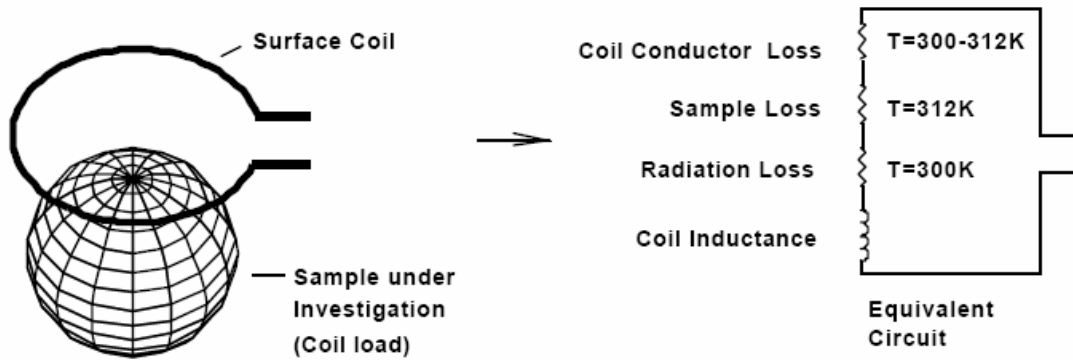 Surface Coil
Sample under
Investigation
(Coil load)
Coil Conductor Loss
T=300-312K
Sample Loss
T=312K
Radiation Loss
T=300K
Coil Inductance
Equivalent
Circuit